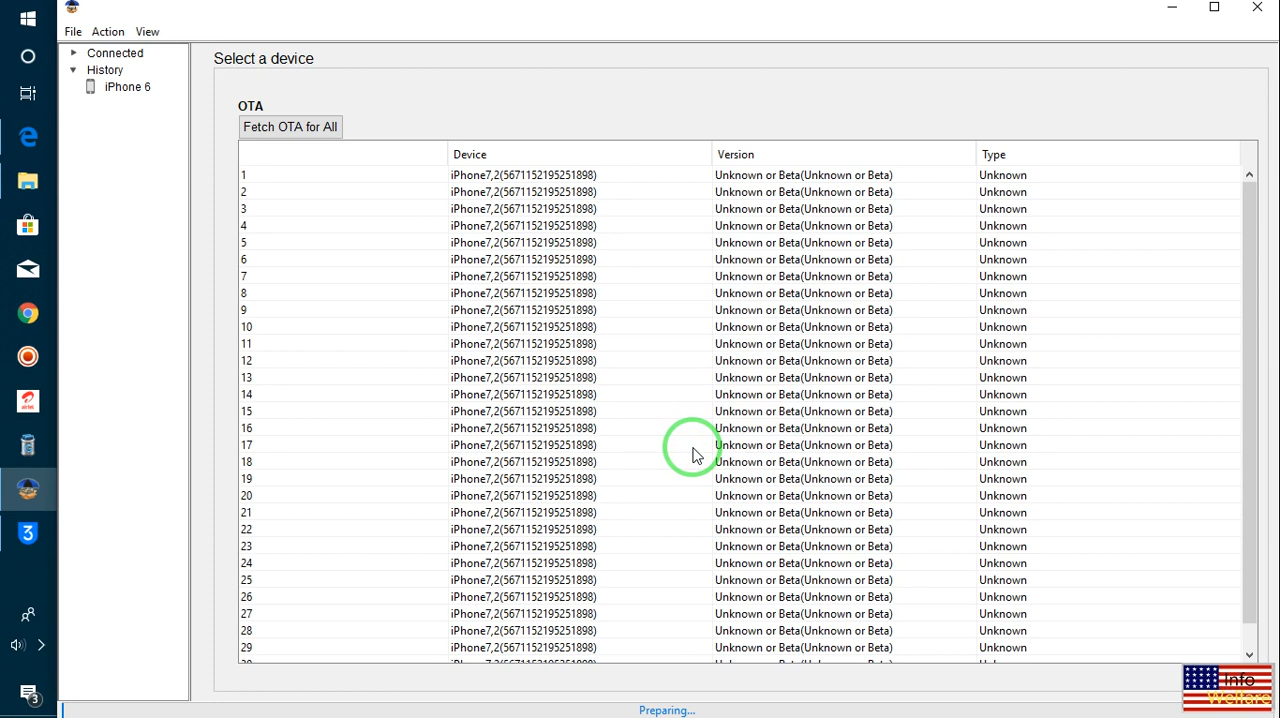 File Action View
Connected
History
iPhone 6
Select a device
OTA
Fetch OTA for All
Device Version Type
1 iPhone7,2(5671152195251898) Unknown or Beta(Unknown or Beta) Unknown
2 iPhone7,2(5671152195251898) Unknown or Beta(Unknown or Beta) Unknown
3 iPhone7,2(5671152195251898) Unknown or Beta(Unknown or Beta) Unknown
4 iPhone7,2(5671152195251898) Unknown or Beta(Unknown or Beta) Unknown
5 iPhone7,2(5671152195251898) Unknown or Beta(Unknown or Beta) Unknown
6 iPhone7,2(5671152195251898) Unknown or Beta(Unknown or Beta) Unknown
7 iPhone7,2(5671152195251898) Unknown or Beta(Unknown or Beta) Unknown
8 iPhone7,2(5671152195251898) Unknown or Beta(Unknown or Beta) Unknown
9 iPhone7,2(5671152195251898) Unknown or Beta(Unknown or Beta) Unknown
10 iPhone7,2(5671152195251898) Unknown or Beta(Unknown or Beta) Unknown
11 iPhone7,2(5671152195251898) Unknown or Beta(Unknown or Beta) Unknown
12 iPhone7,2(5671152195251898) Unknown or Beta(Unknown or Beta) Unknown
13 iPhone7,2(5671152195251898) Unknown or Beta(Unknown or Beta) Unknown
14 iPhone7,2(5671152195251898) Unknown or Beta(Unknown or Beta) Unknown
15 iPhone7,2(5671152195251898) Unknown or Beta(Unknown or Beta) Unknown
16 iPhone7,2(5671152195251898) Unknown or Beta(Unknown or Beta) Unknown
17 iPhone7,2(5671152195251898) Unknown or Beta(Unknown or Beta) Unknown
18 iPhone7,2(5671152195251898) Unknown or Beta(Unknown or Beta) Unknown
19 iPhone7,2(5671152195251898) Unknown or Beta(Unknown or Beta) Unknown
20 iPhone7,2(5671152195251898) Unknown or Beta(Unknown or Beta) Unknown
21 iPhone7,2(5671152195251898) Unknown or Beta(Unknown or Beta) Unknown
22 iPhone7,2(5671152195251898) Unknown or Beta(Unknown or Beta) Unknown
23 iPhone7,2(5671152195251898) Unknown or Beta(Unknown or Beta) Unknown
24 iPhone7,2(5671152195251898) Unknown or Beta(Unknown or Beta) Unknown
25 iPhone7,2(5671152195251898) Unknown or Beta(Unknown or Beta) Unknown
26 iPhone7,2(5671152195251898) Unknown or Beta(Unknown or Beta) Unknown
27 iPhone7,2(5671152195251898) Unknown or Beta(Unknown or Beta) Unknown
28 iPhone7,2(5671152195251898) Unknown or Beta(Unknown or Beta) Unknown
29 iPhone7,2(5671152195251898) Unknown or Beta(Unknown or Beta) Unknown
Preparing...
airtel
3
3
Info
Welfare